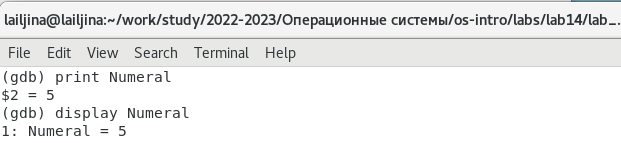 lailjina@lailjina:~/work/study/2022-2023/Операционные системы/os-intro/labs/lab14/lab_...
File Edit View Search Terminal Help
(gdb) print Numeral
$2 = 5
(gdb) display Numeral
1: Numeral = 5